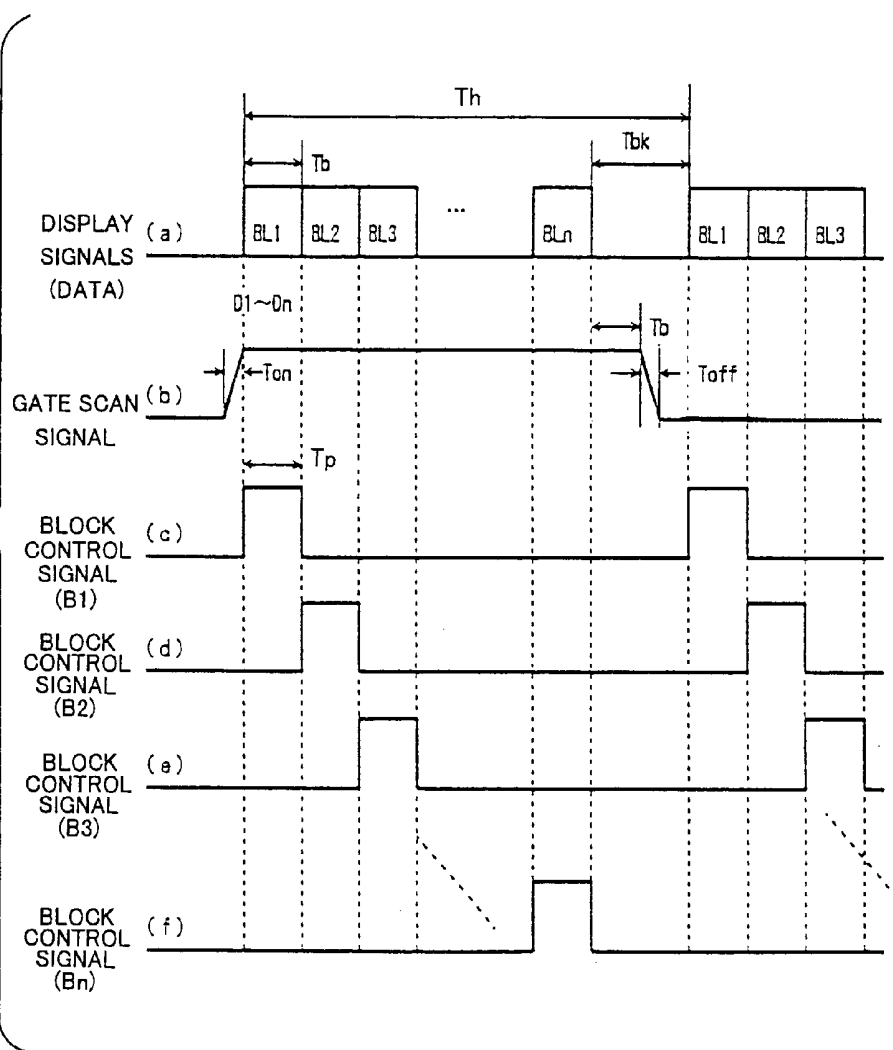 Th
Tb
Tbk
DISPLAY
SIGNALS
(DATA)
(a)
BL1 BL2 BL3 ... BLn BL1 BL2 BL3
D1～Dn
Tb
Ton
Toff
GATE SCAN
SIGNAL
(b)
Tp
BLOCK
CONTROL
SIGNAL
(B1)
(c)
BLOCK
CONTROL
SIGNAL
(B2)
(d)
BLOCK
CONTROL
SIGNAL
(B3)
(e)
BLOCK
CONTROL
SIGNAL
(Bn)
(f)